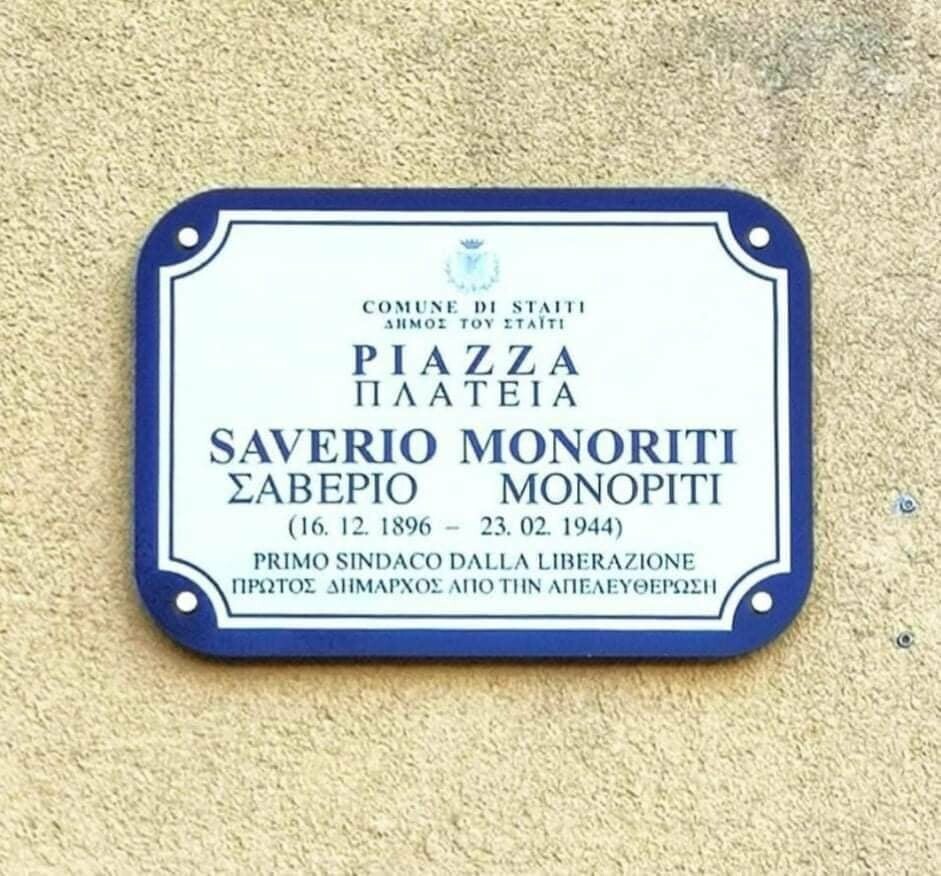 COMUNE DI STAITI
ΔΗΜΟΣ ΤΟΥ ΣΤΑΪΤΙ
PIAZZA
ΠΛΑΤΕΙΑ
SAVERIO MONORITI
ΣΑΒΕΡΙΟ ΜΟΝΟΡΙΤΙ
(16. 12. 1896 – 23. 02. 1944)
PRIMO SINDACO DALLA LIBERAZIONE
ΠΡΩΤΟΣ ΔΗΜΑΡΧΟΣ ΑΠΟ ΤΗΝ ΑΠΕΛΕΥΘΕΡΩΣΗ